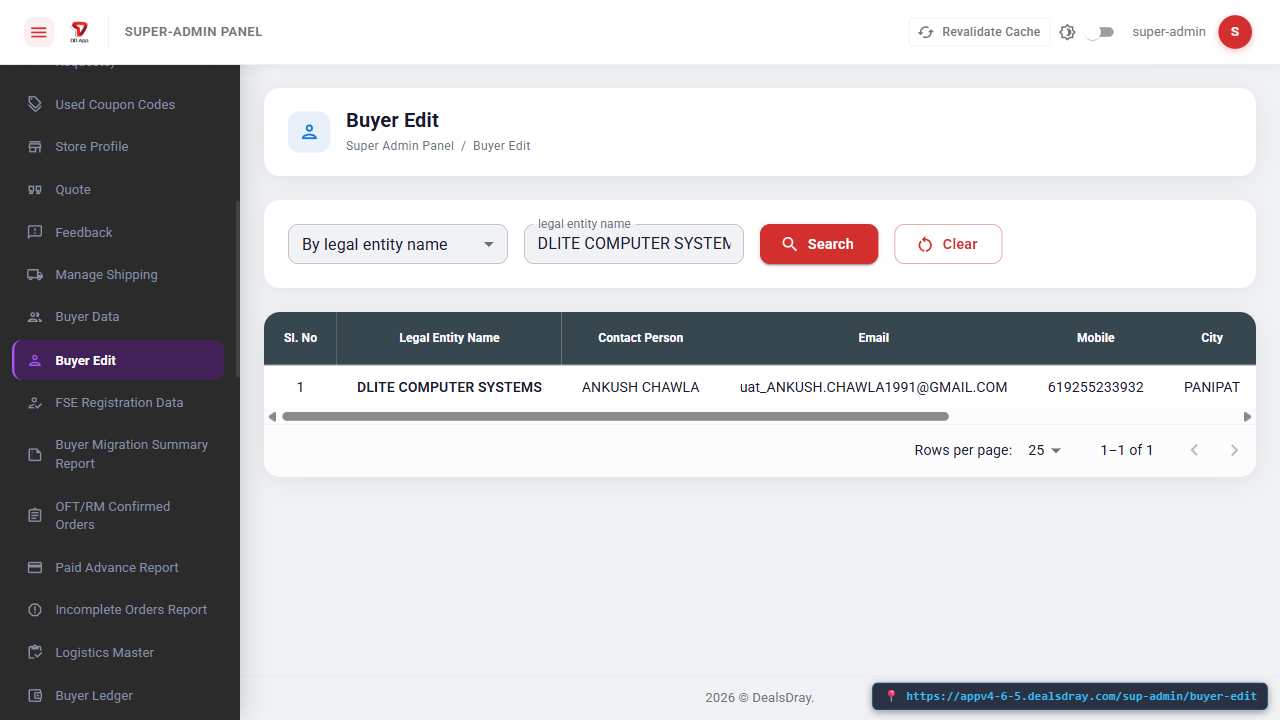 DD App
SUPER-ADMIN PANEL
Revalidate Cache
super-admin
S
Used Coupon Codes
Store Profile
Quote
Feedback
Manage Shipping
Buyer Data
Buyer Edit
FSE Registration Data
Buyer Migration Summary
Report
OFT/RM Confirmed
Orders
Paid Advance Report
Incomplete Orders Report
Logistics Master
Buyer Ledger
Buyer Edit
Super Admin Panel / Buyer Edit
By legal entity name
legal entity name
DLITE COMPUTER SYSTEM
Search
Clear
Sl. No Legal Entity Name Contact Person Email Mobile City
1 DLITE COMPUTER SYSTEMS ANKUSH CHAWLA uat_ANKUSH.CHAWLA1991@GMAIL.COM 619255233932 PANIPAT
Rows per page: 25 1–1 of 1
2026 © DealsDray.
https://appv4-6-5.dealsdray.com/sup-admin/buyer-edit